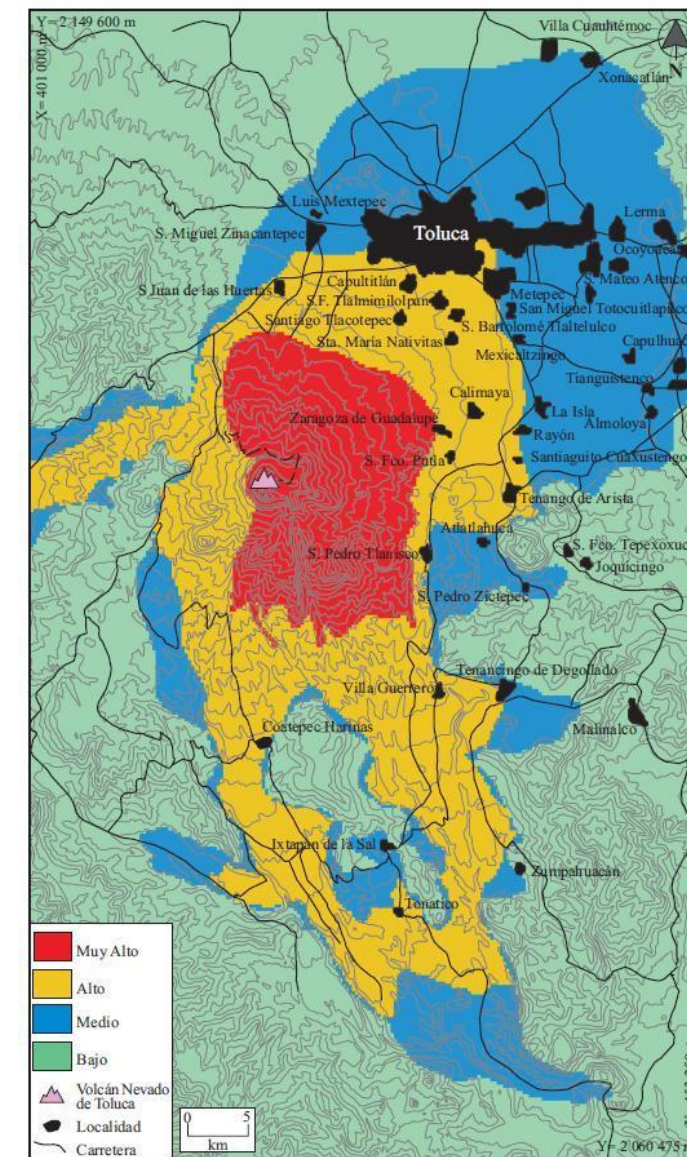 Y= 2 149 600 m
X= 401 000 m
Villa Cuauhtémoc
Xonacatlán
N
S. Luis Mextepec
S. Miguel Zinacantepec
Toluca
Lerma
Ocoyoacac
S Juan de las Huertas
Capultitlán
S. Mateo Atenco
Metepec
S.F. Tlalmimilolpan
San Miguel Totocuitlapilco
Santiago Tlacotepec
S. Bartolomé Tlaltelulco
Sta. María Nativitas
Mexicaltzingo
Capulhuac
Tianguistenco
Calimaya
La Isla
Almoloya
Zaragoza de Guadalupe
Rayón
S. Fco. Putla
Santiaguito Cuaxustengo
Tenango de Arista
Atlatlahuca
S. Pedro Tlanisco
S. Fco. Tepexoxuc
Joquicingo
S. Pedro Zictepec
Tenancingo de Degollado
Villa Guerrero
Malinalco
Coatepec Harinas
Ixtapan de la Sal
Zumpahuacán
Tonatico
Muy Alto
Alto
Medio
Bajo
Volcán Nevado
de Toluca
Localidad
Carretera
0 5
km
Y= 2 060 475 m